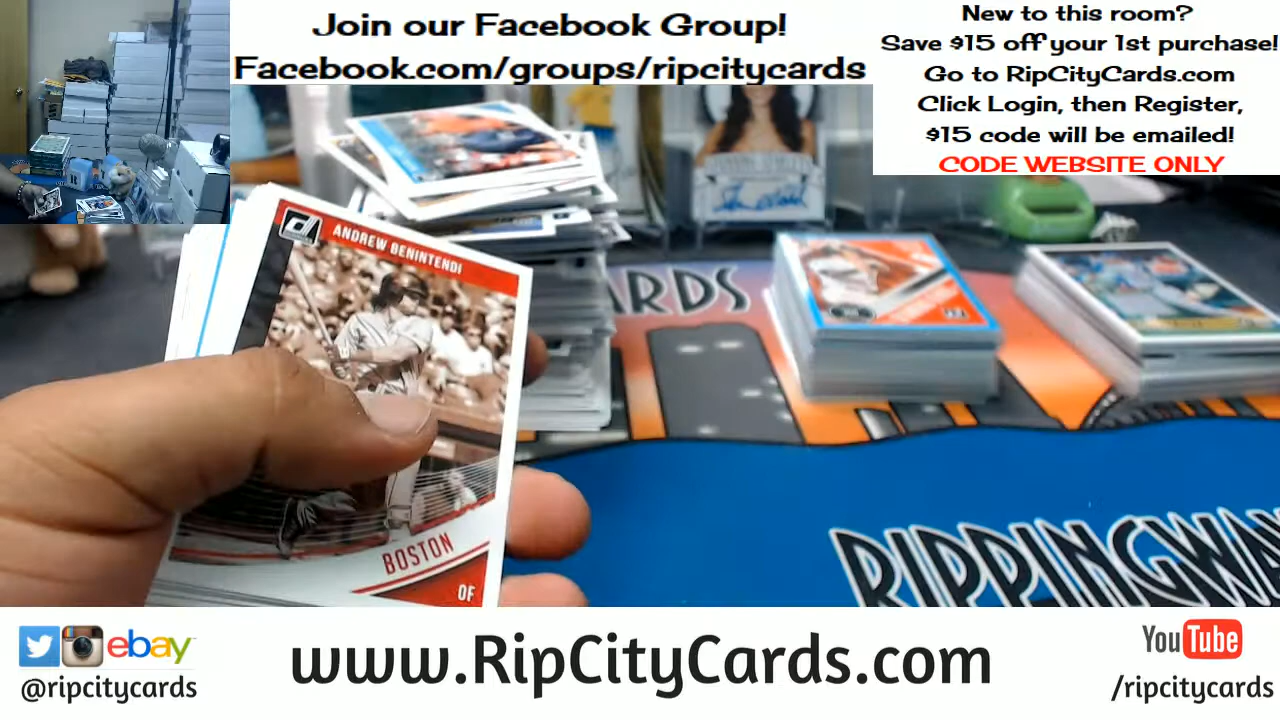 Join our Facebook Group!
Facebook.com/groups/ripcitycards
New to this room?
Save $15 off your 1st purchase!
Go to RipCityCards.com
Click Login, then Register,
$15 code will be emailed!
CODE WEBSITE ONLY
ANDREW BENINTENDI
BOSTON
OF
RDS
RIPPINGWA
ebay
@ripcitycards
www.RipCityCards.com
YouTube
/ripcitycards